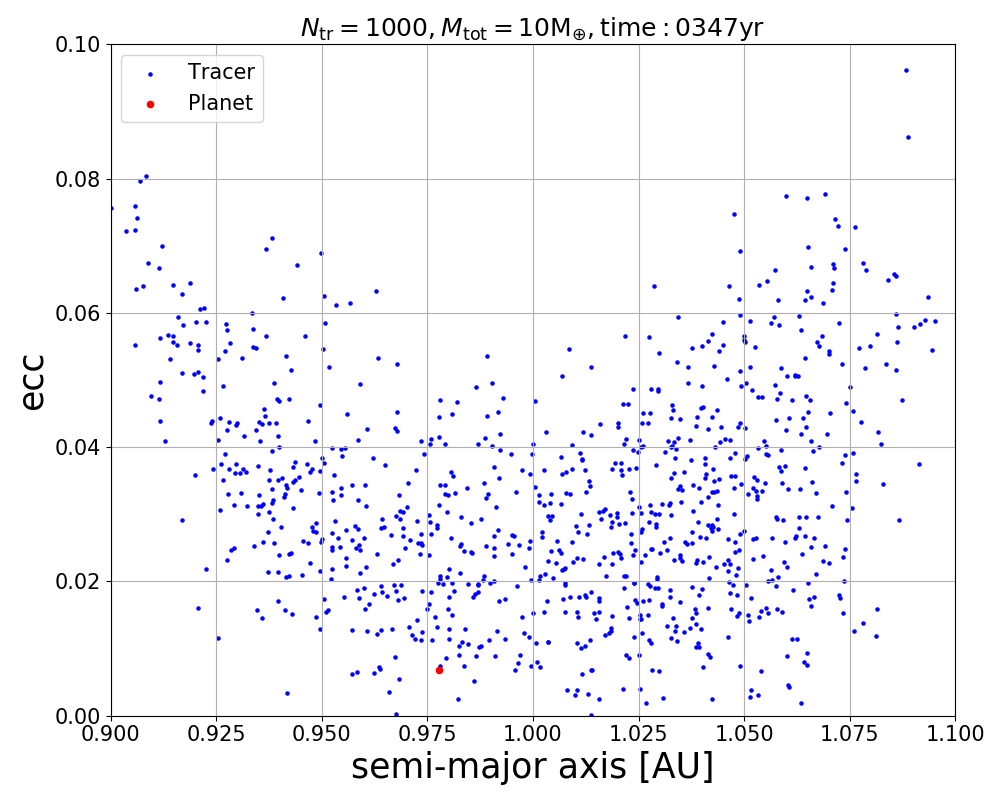 N_tr = 1000, M_tot = 10M_⊕, time : 0347yr
Tracer
Planet
ecc
0.10
0.08
0.06
0.04
0.02
0.00
0.900 0.925 0.950 0.975 1.000 1.025 1.050 1.075 1.100
semi-major axis [AU]